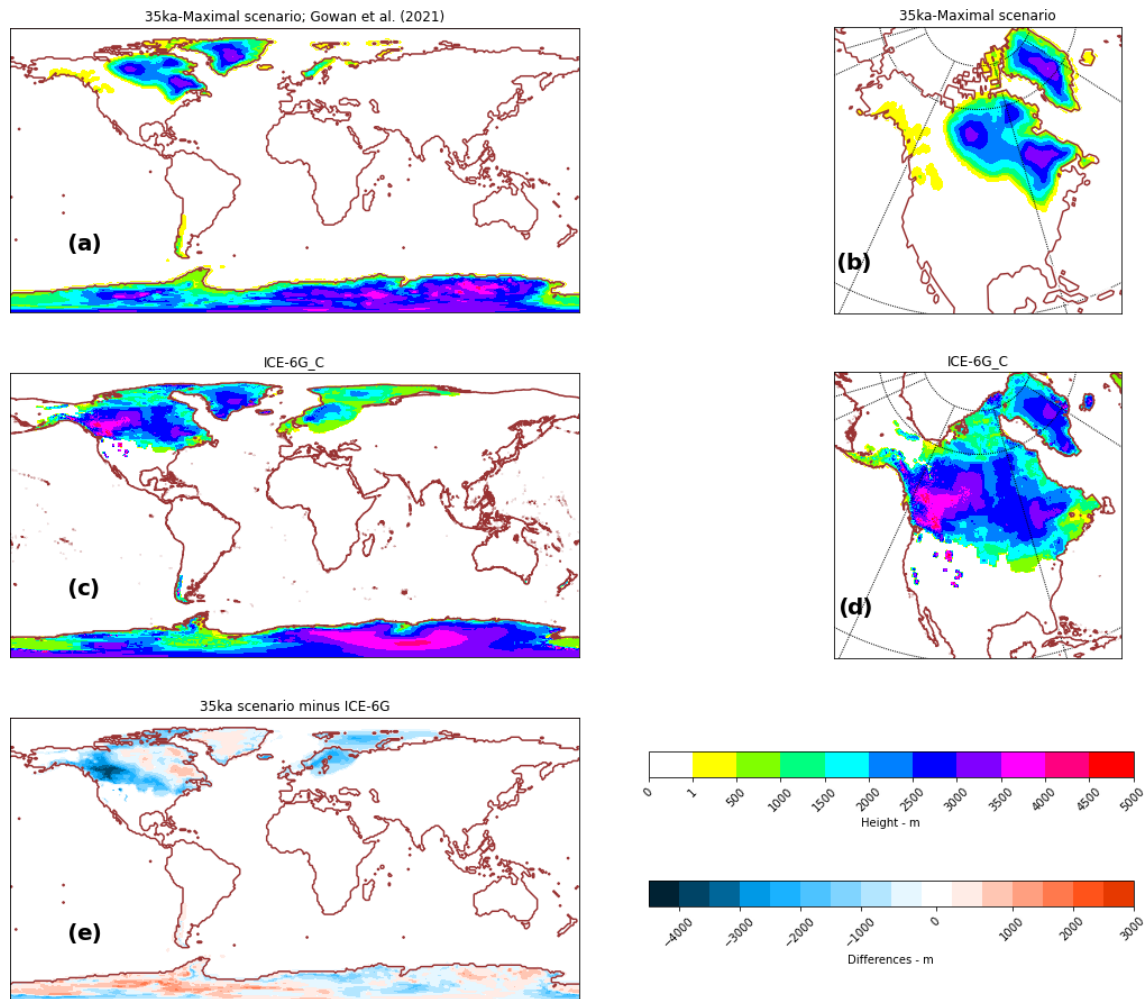 35ka-Maximal scenario; Gowan et al. (2021)
35ka-Maximal scenario
(a)
(b)
ICE-6G_C
ICE-6G_C
(c)
(d)
35ka scenario minus ICE-6G
(e)
0 1 500 1000 1500 2000 2500 3000 3500 4000 4500 5000
Height - m
−4000 −3000 −2000 −1000 0 1000 2000 3000
Differences - m